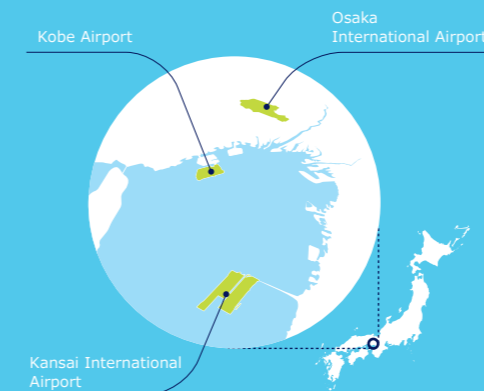 Osaka
Kobe Airport
International Airport
Kansai International
Airport